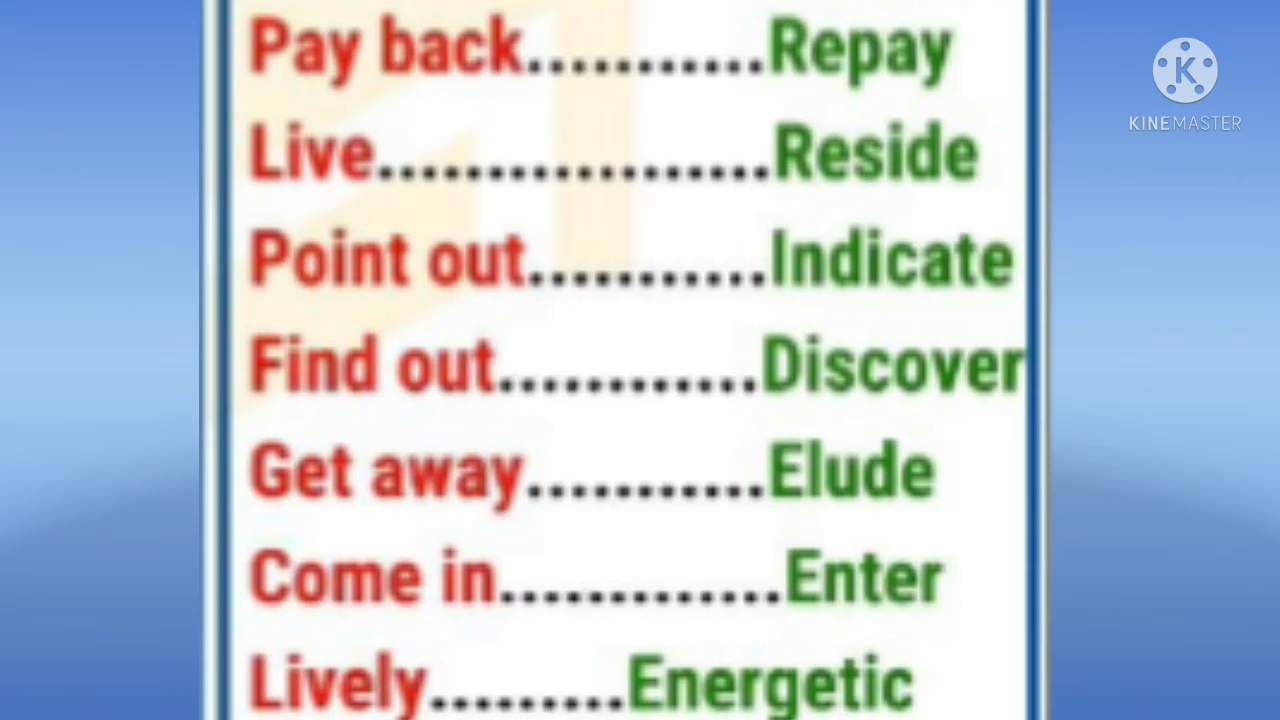 Pay back...........Repay
Live..................Reside
Point out...........Indicate
Find out............Discover
Get away...........Elude
Come in.............Enter
Lively.........Energetic
K
KINEMASTER